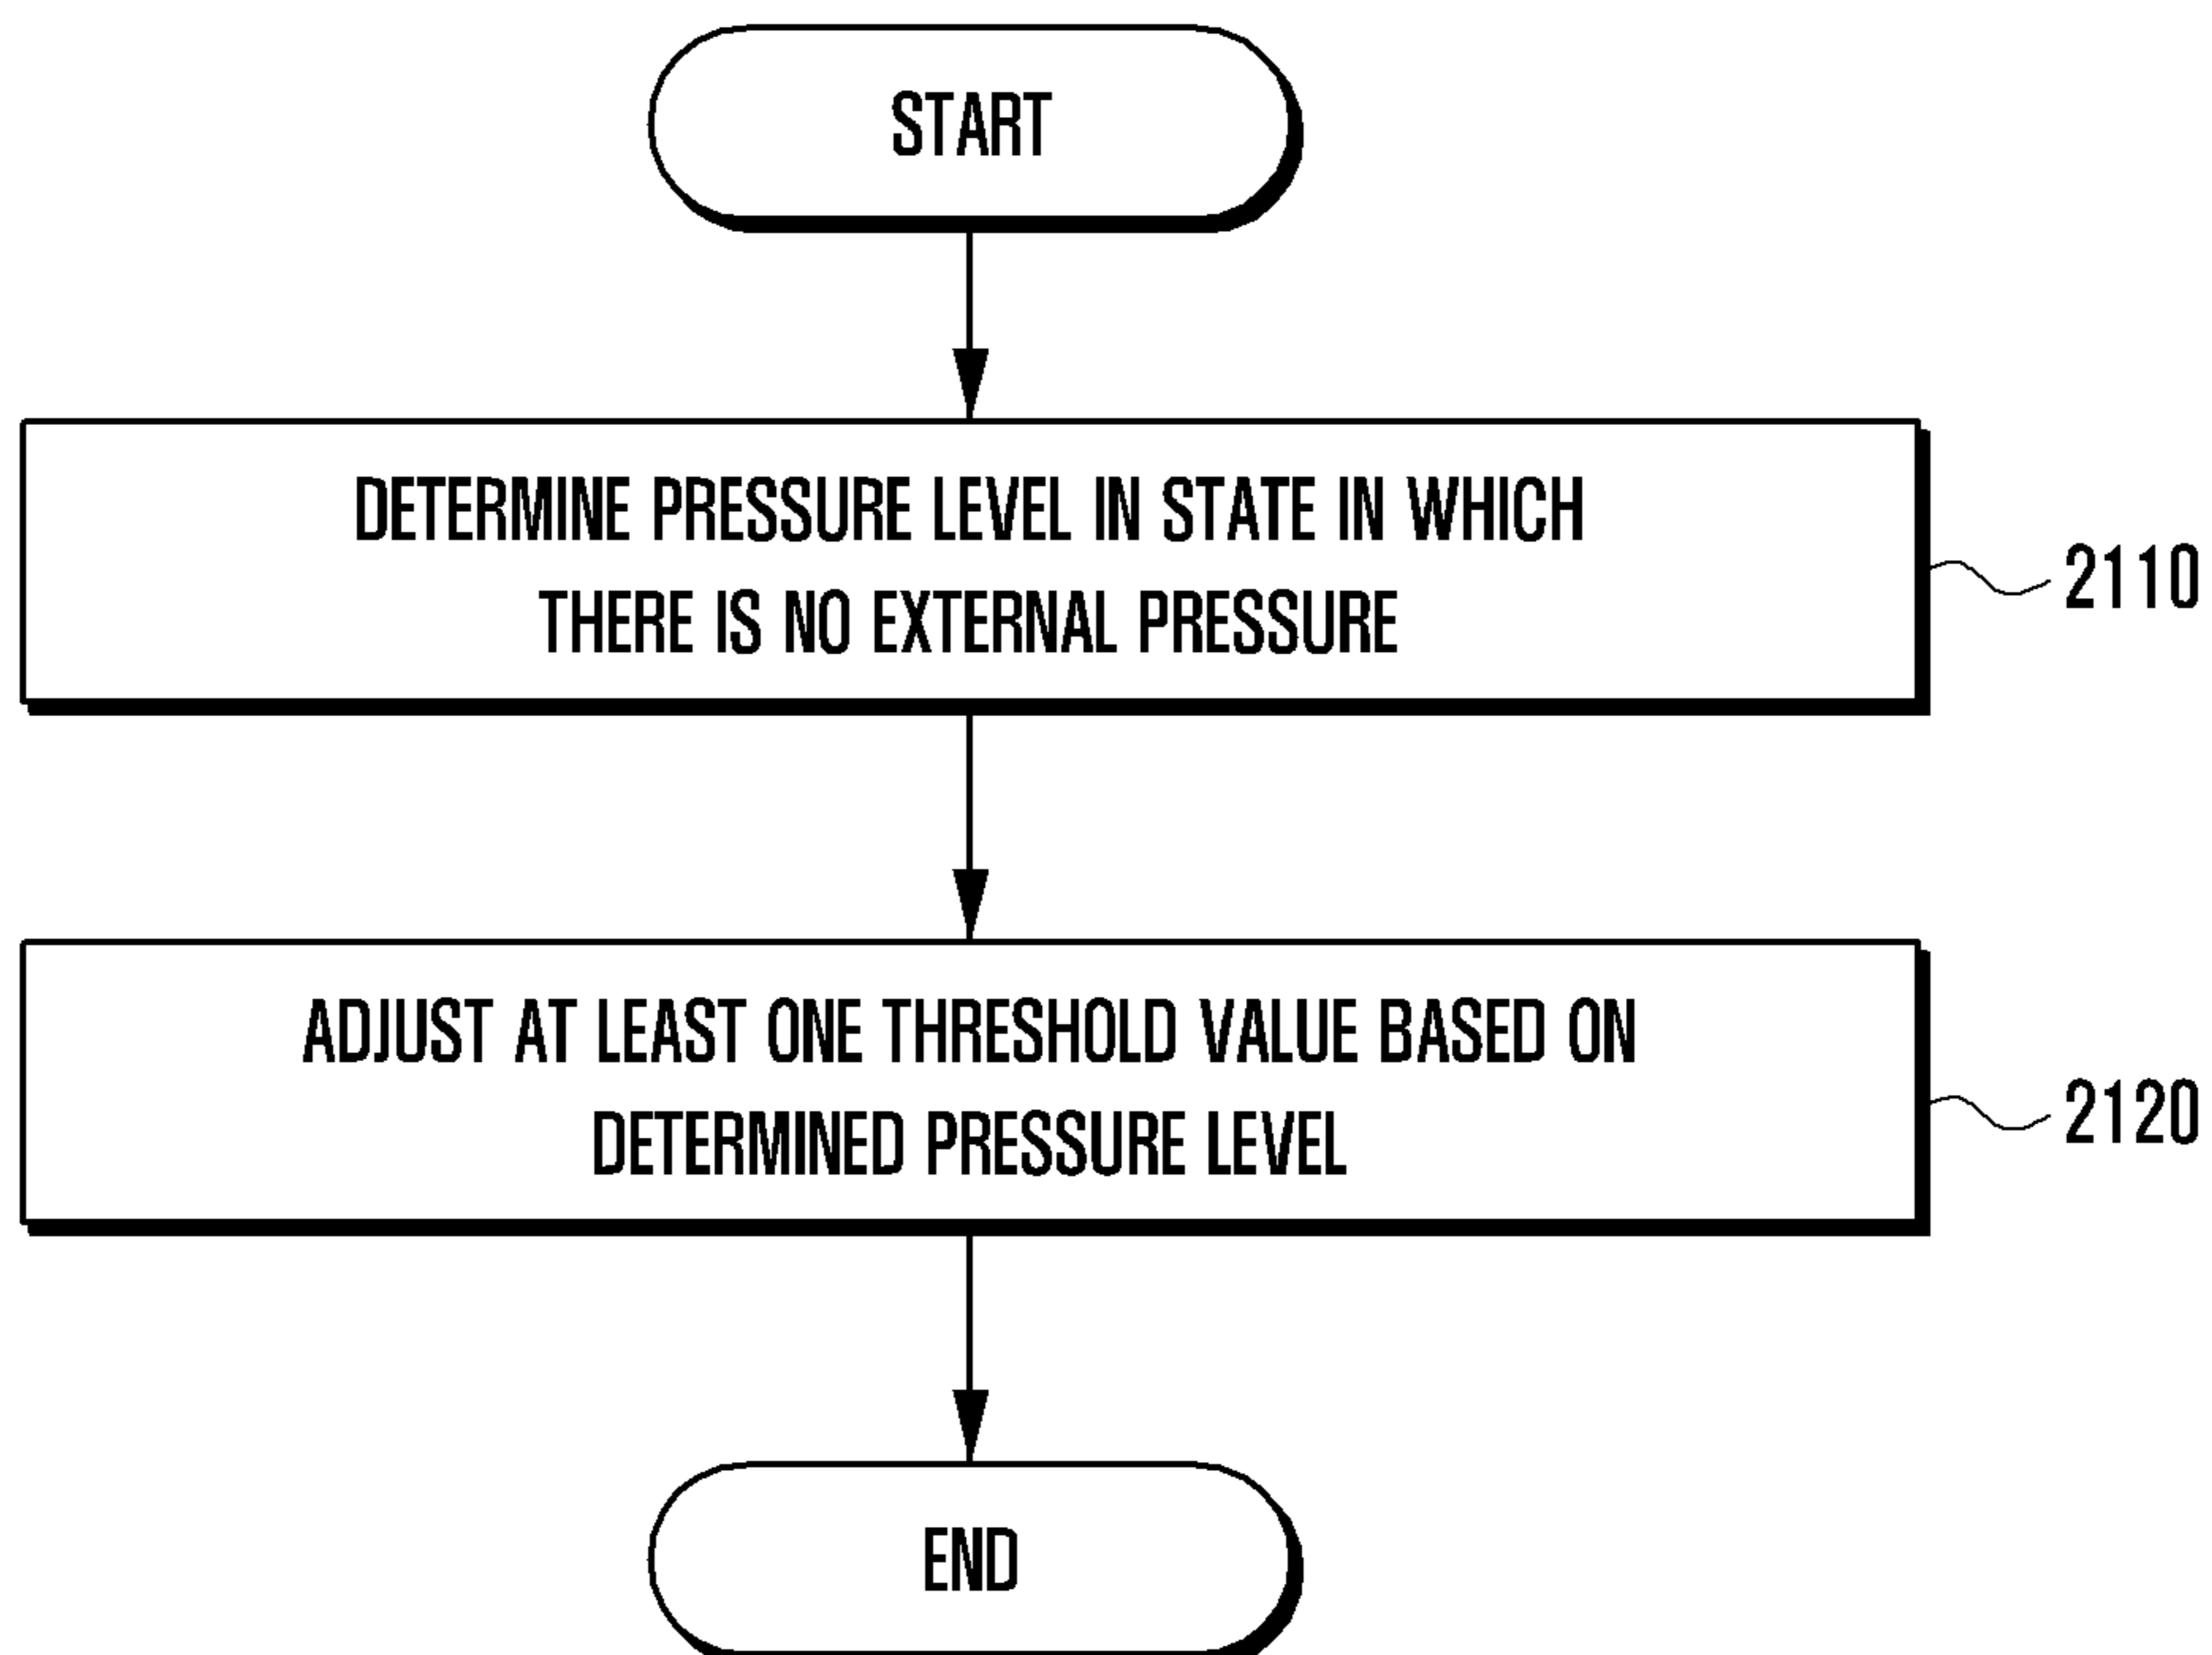 START
DETERMINE PRESSURE LEVEL IN STATE IN WHICH
THERE IS NO EXTERNAL PRESSURE
2110
ADJUST AT LEAST ONE THRESHOLD VALUE BASED ON
DETERMINED PRESSURE LEVEL
2120
END